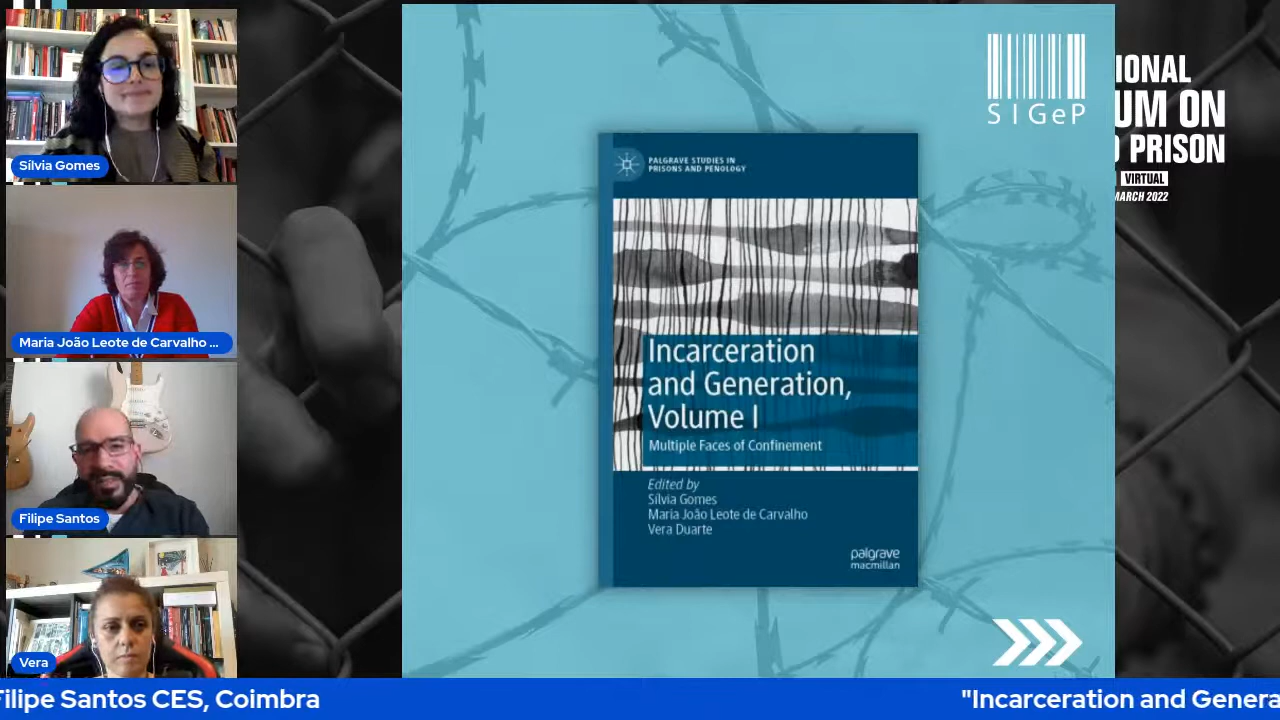 Sílvia Gomes
Maria João Leote de Carvalho ...
Filipe Santos
Vera
SIGeP
IONAL
UM ON
PRISON
VIRTUAL
MARCH 2022
PALGRAVE STUDIES IN
PRISONS AND PENOLOGY
Incarceration
and Generation,
Volume I
Multiple Faces of Confinement
Edited by
Sílvia Gomes
Maria João Leote de Carvalho
Vera Duarte
palgrave
macmillan
Filipe Santos CES, Coimbra
"Incarceration and Genera